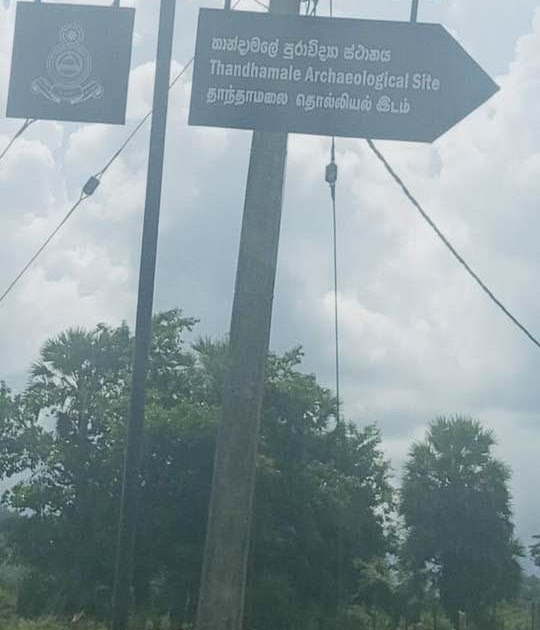 තාන්දාමලේ පුරාවිද්‍යා ස්ථානය
Thandhamale Archaeological Site
தாந்தாமலை தொல்லியல் இடம்